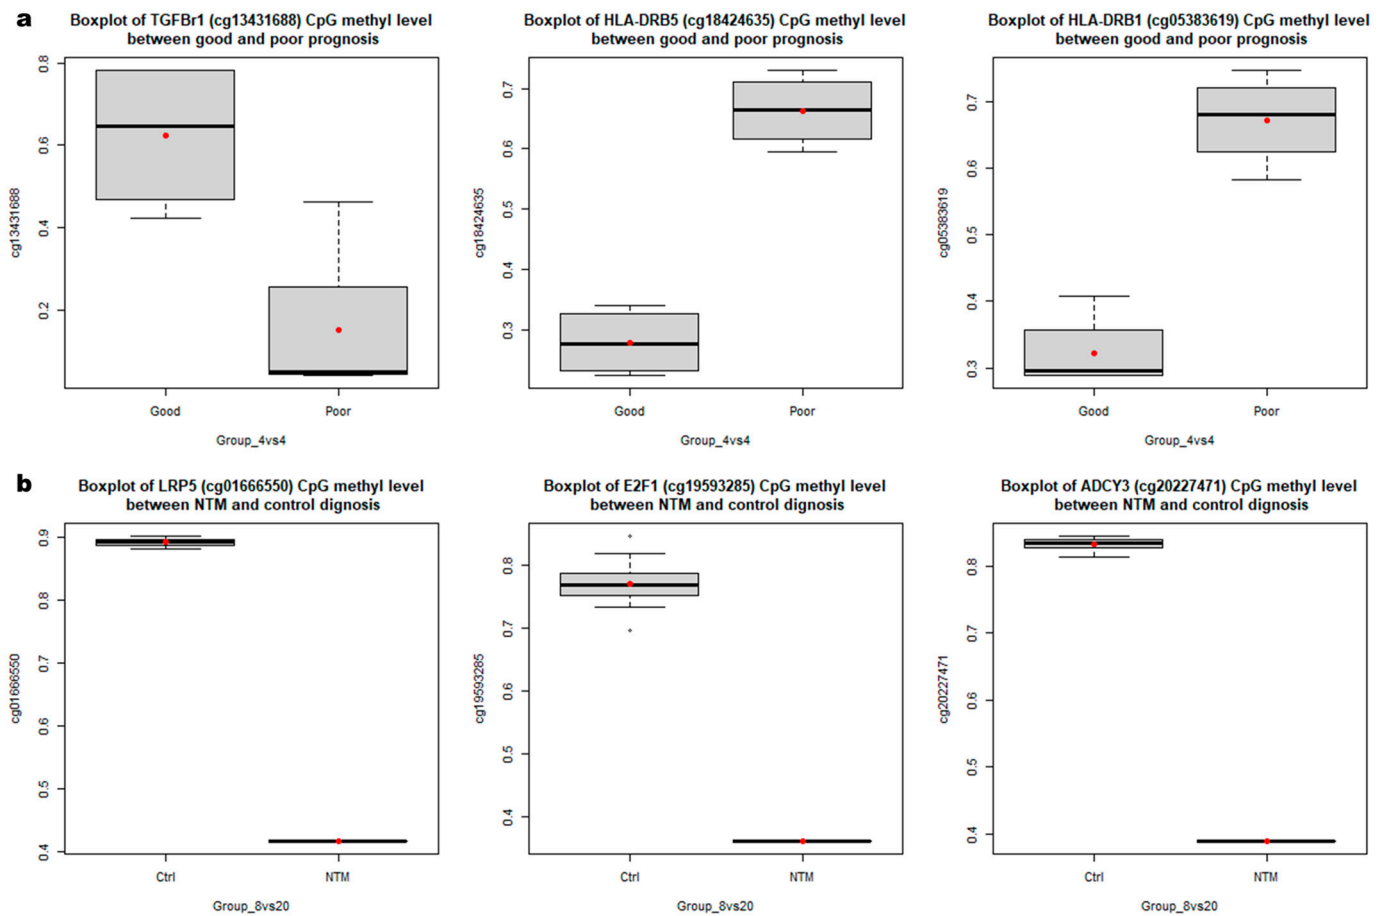 a
Boxplot of TGFBr1 (cg13431688) CpG methyl level
between good and poor prognosis
0.8
0.6
0.4
0.2
cg13431688
Good Poor
Group_4vs4
Boxplot of HLA-DRB5 (cg18424635) CpG methyl level
between good and poor prognosis
0.7
0.6
0.5
0.4
0.3
cg18424635
Good Poor
Group_4vs4
Boxplot of HLA-DRB1 (cg05383619) CpG methyl level
between good and poor prognosis
0.7
0.6
0.5
0.4
0.3
cg05383619
Good Poor
Group_4vs4
b
Boxplot of LRP5 (cg01666550) CpG methyl level
between NTM and control dignosis
0.9
0.8
0.7
0.6
0.5
0.4
cg01666550
Ctrl NTM
Group_8vs20
Boxplot of E2F1 (cg19593285) CpG methyl level
between NTM and control dignosis
0.8
0.7
0.6
0.5
0.4
cg19593285
Ctrl NTM
Group_8vs20
Boxplot of ADCY3 (cg20227471) CpG methyl level
between NTM and control dignosis
0.8
0.7
0.6
0.5
0.4
cg20227471
Ctrl NTM
Group_8vs20